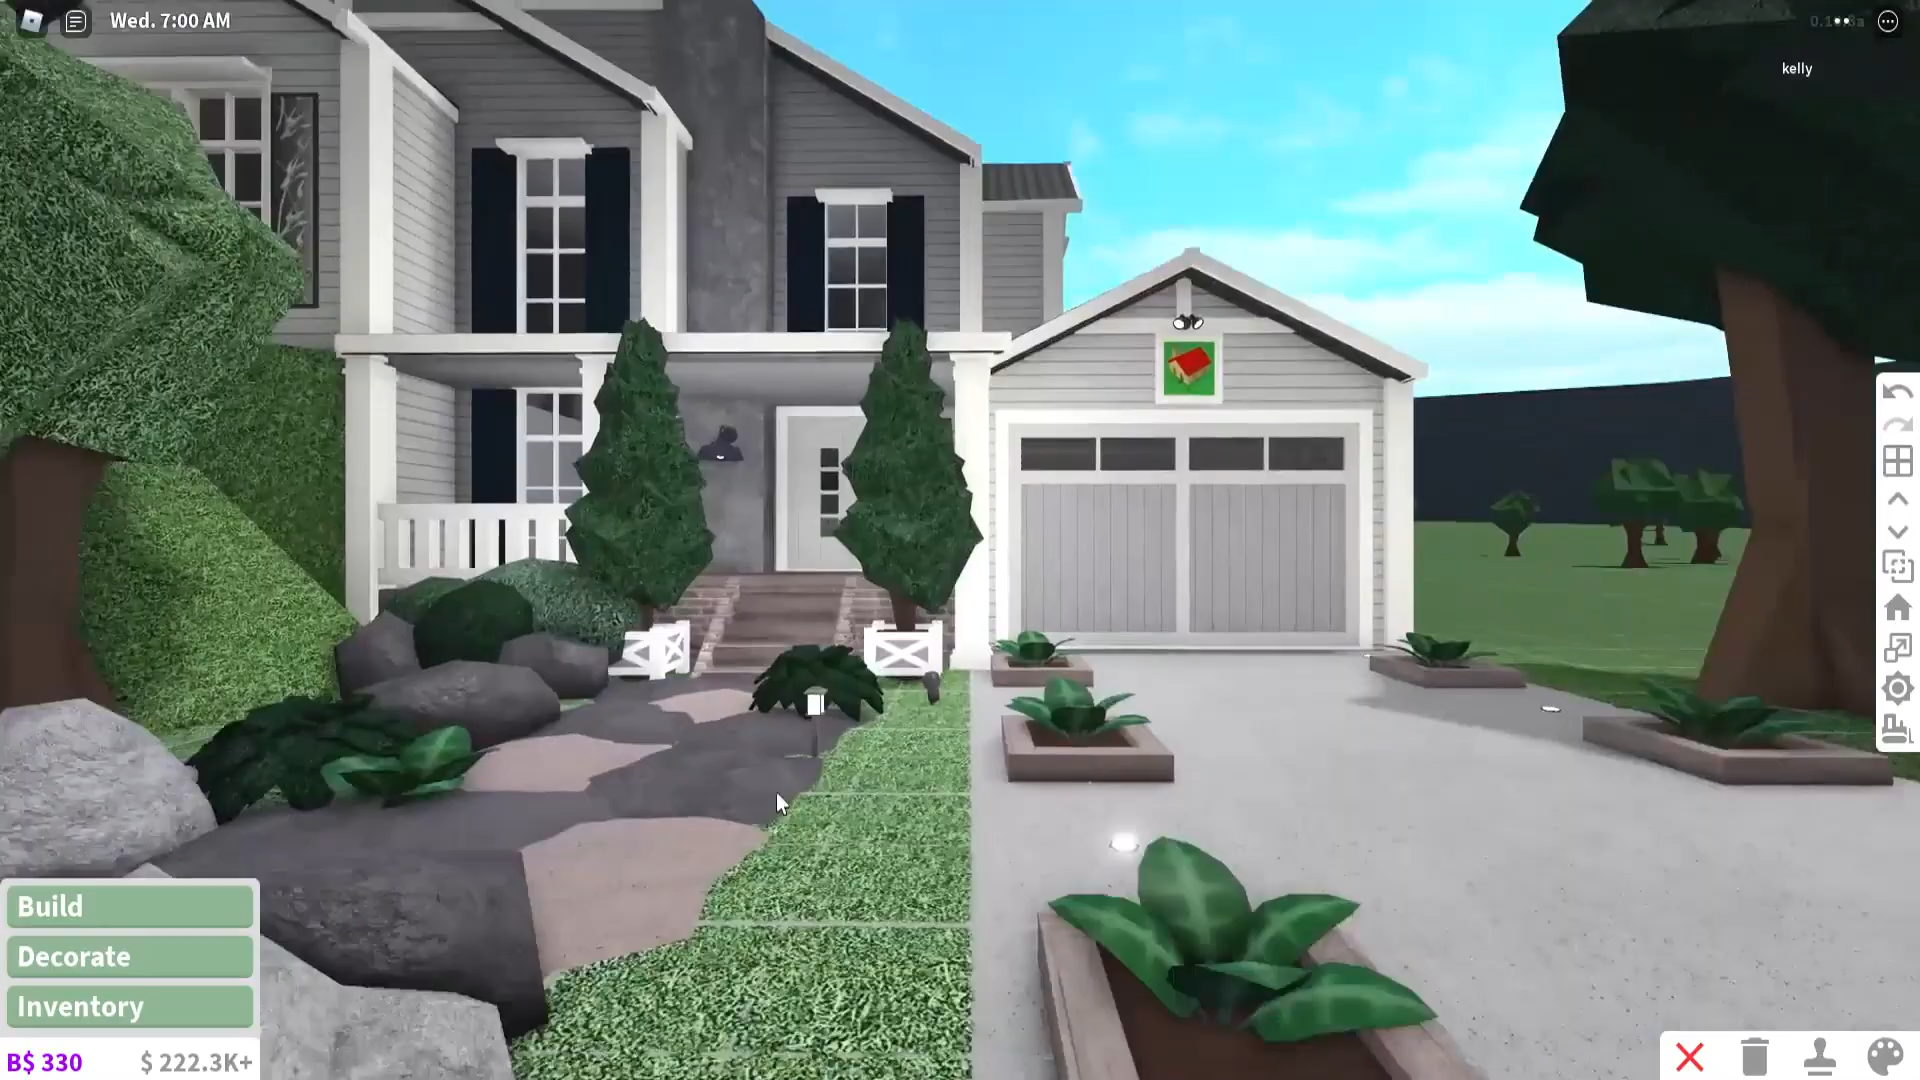 Wed. 7:00 AM
kelly
Build
Decorate
Inventory
B$ 330
$ 222.3K+